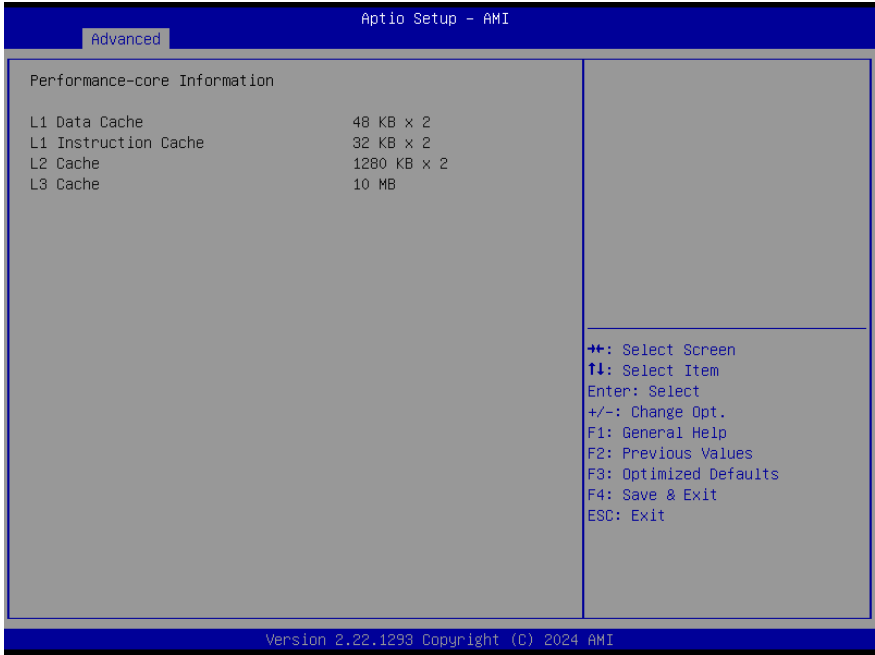 Aptio Setup – AMI
Advanced
Performance-core Information
L1 Data Cache 48 KB x 2
L1 Instruction Cache 32 KB x 2
L2 Cache 1280 KB x 2
L3 Cache 10 MB
→←: Select Screen
↑↓: Select Item
Enter: Select
+/-: Change Opt.
F1: General Help
F2: Previous Values
F3: Optimized Defaults
F4: Save & Exit
ESC: Exit
Version 2.22.1293 Copyright (C) 2024 AMI